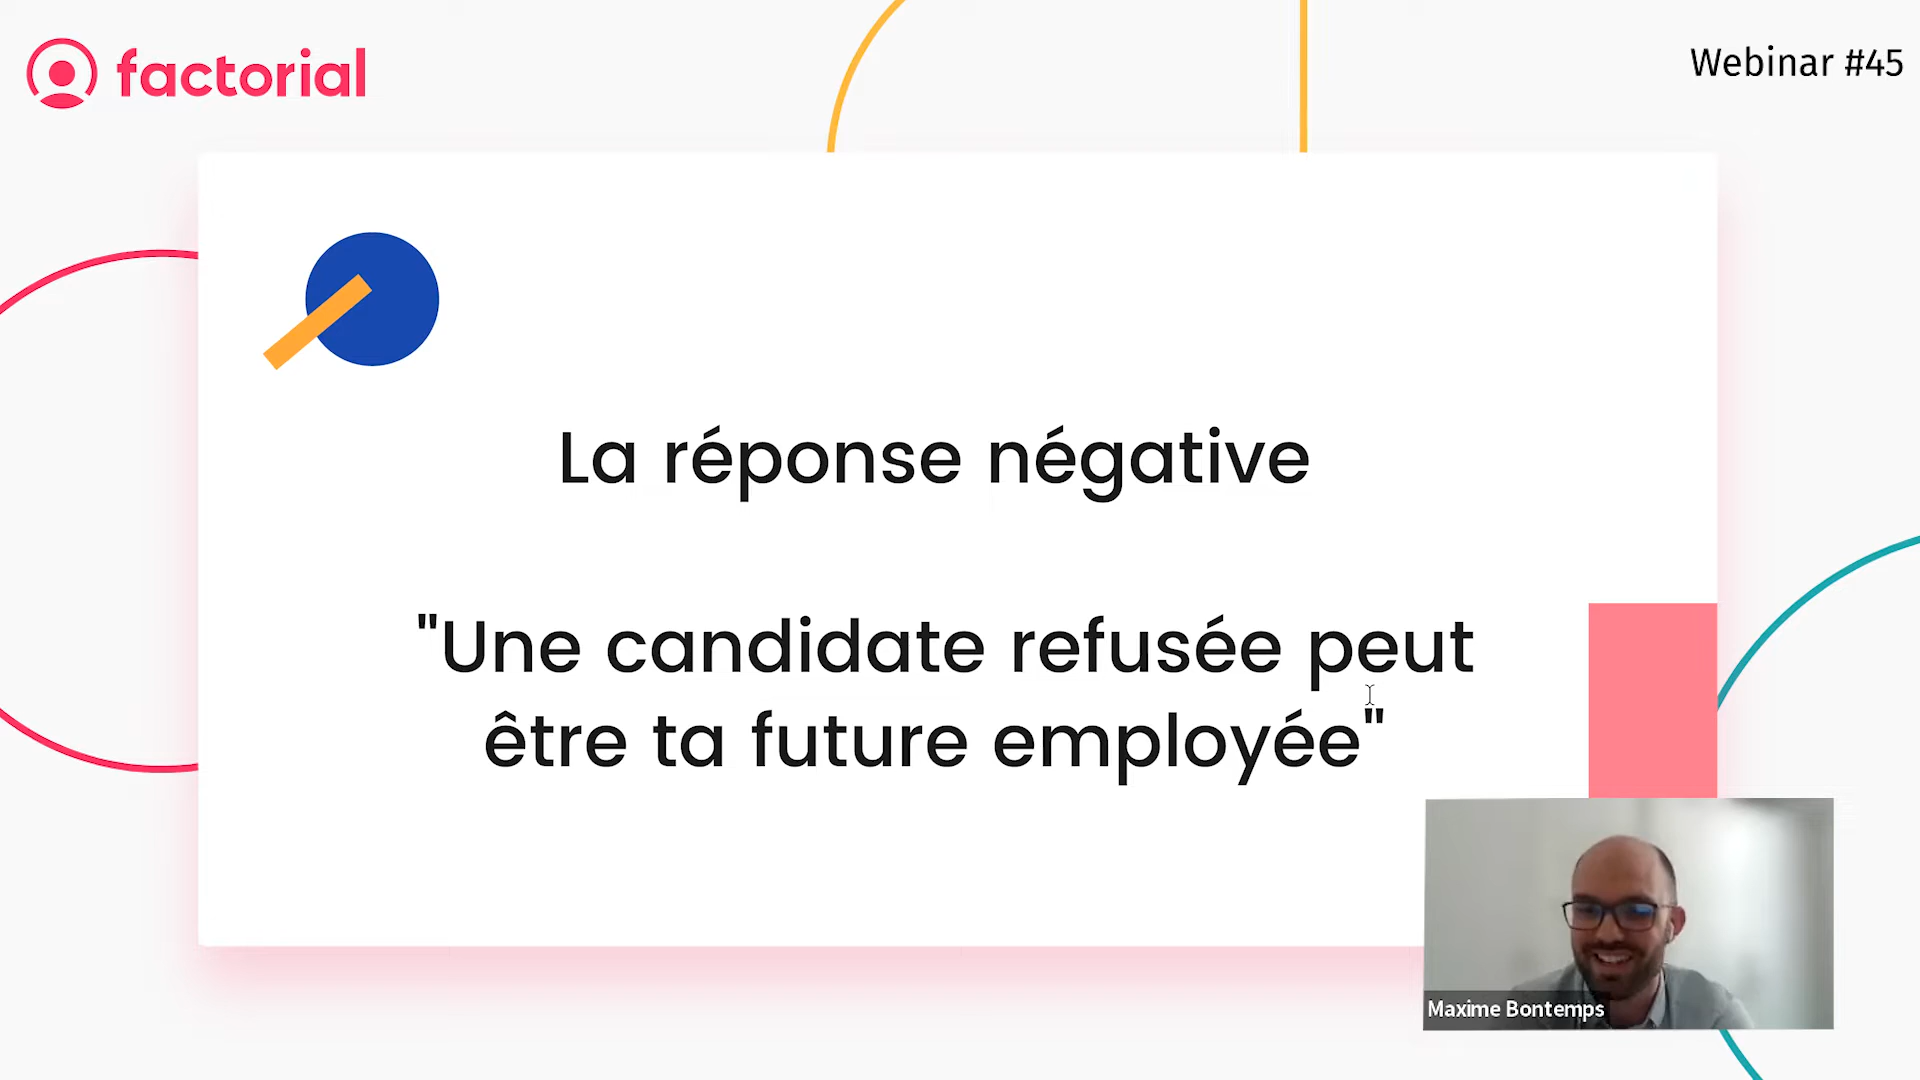 factorial
Webinar #45
La réponse négative
"Une candidate refusée peut
être ta future employée"
Maxime Bontemps